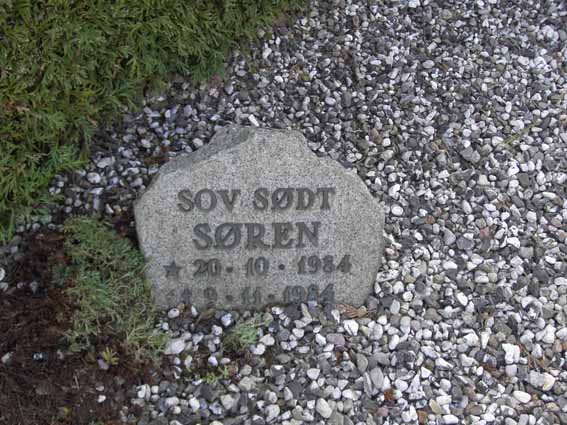 SOV SØDT
SØREN
★ 20 · 10 · 1984
9 · 11 · 1984